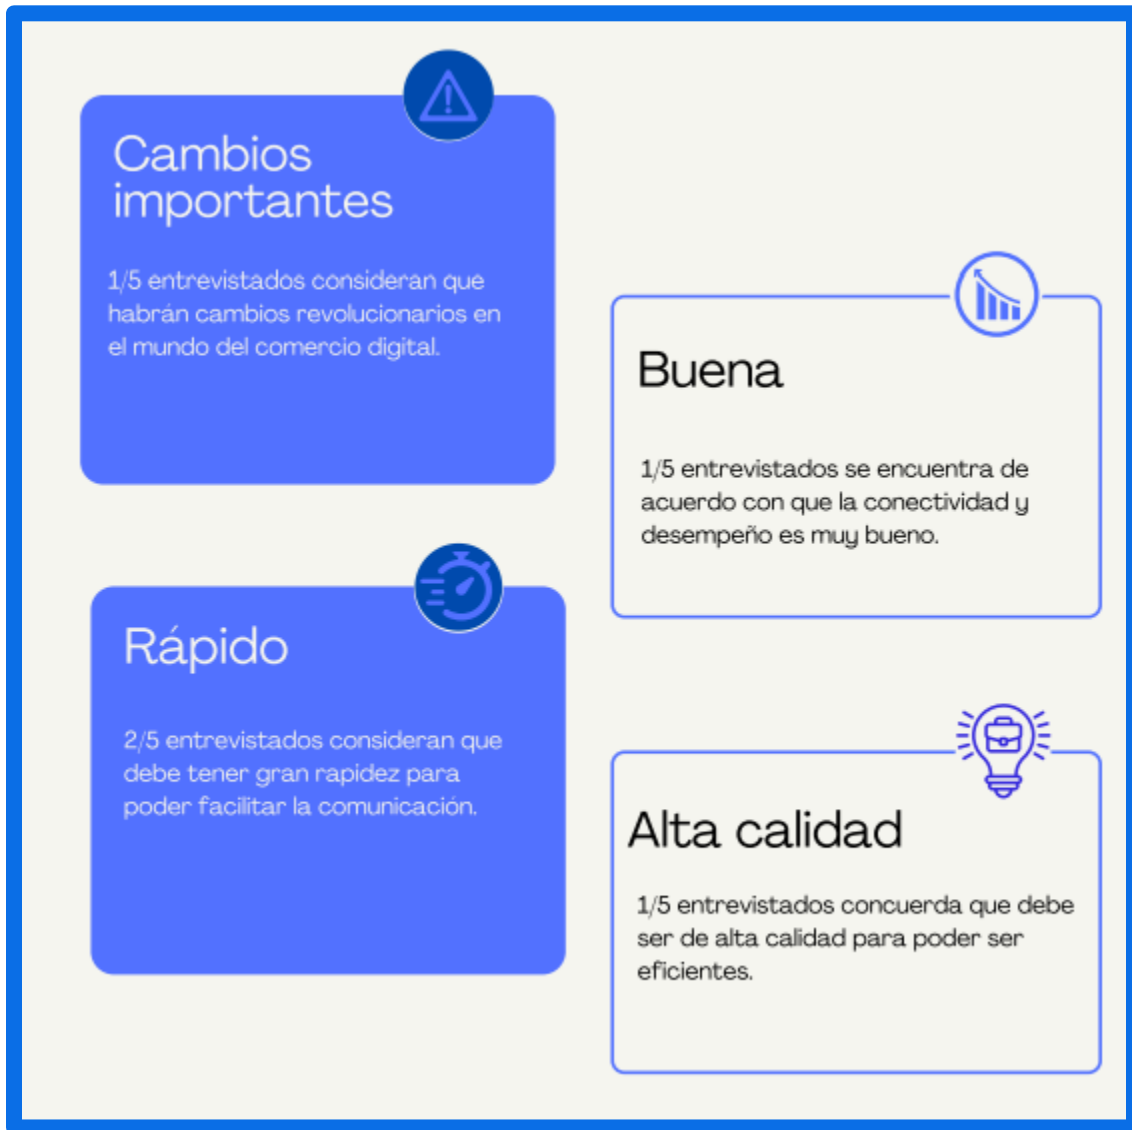 Cambios
importantes
1/5 entrevistados consideran que
habrán cambios revolucionarios en
el mundo del comercio digital.
Buena
1/5 entrevistados se encuentra de
acuerdo con que la conectividad y
desempeño es muy bueno.
Rápido
2/5 entrevistados consideran que
debe tener gran rapidez para
poder facilitar la comunicación.
Alta calidad
1/5 entrevistados concuerda que debe
ser de alta calidad para poder ser
eficientes.